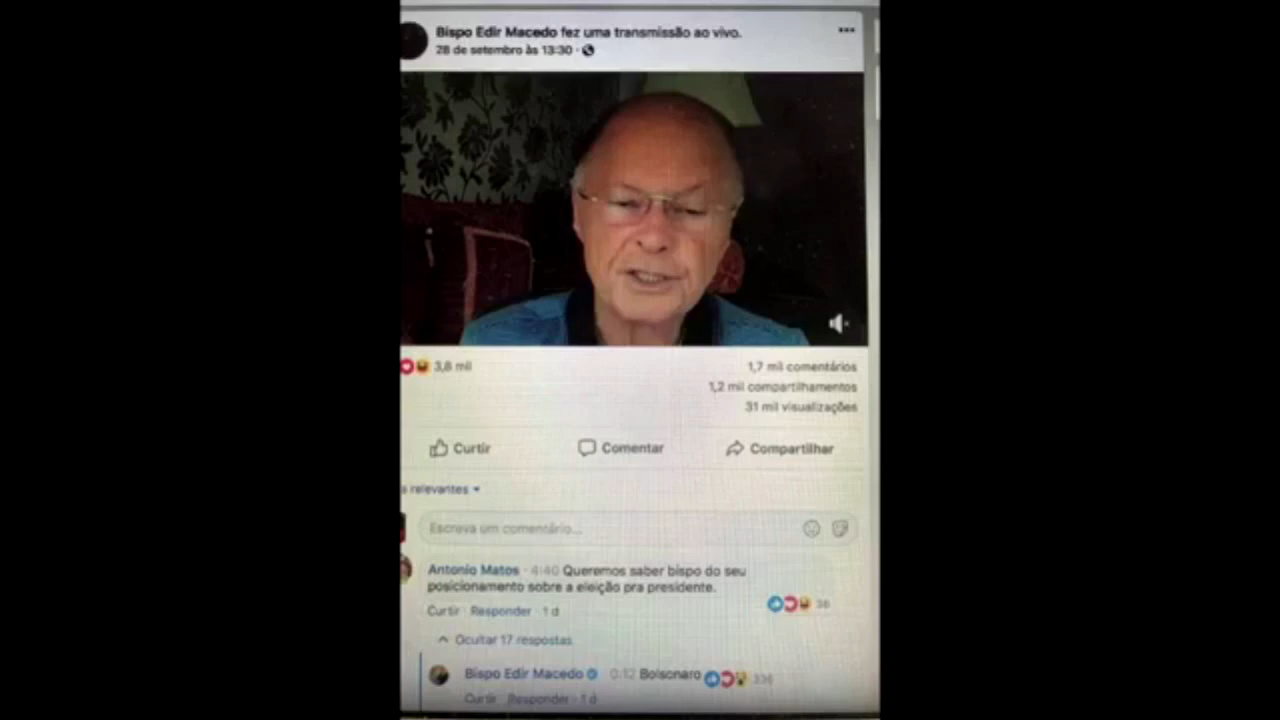 Bispo Edir Macedo fez uma transmissão ao vivo.
28 de setembro às 13:30 ·
3,8 mil
1,7 mil comentários
1,2 mil compartilhamentos
31 mil visualizações
Curtir Comentar Compartilhar
relevantes
Escreva um comentário...
Antonio Matos · 4:40 Queremos saber bispo do seu
posicionamento sobre a eleição pra presidente.
36
Curtir · Responder · 1 d
Ocultar 17 respostas
Bispo Edir Macedo · 0:12 Bolsonaro 336
Curtir · Responder · 1 d